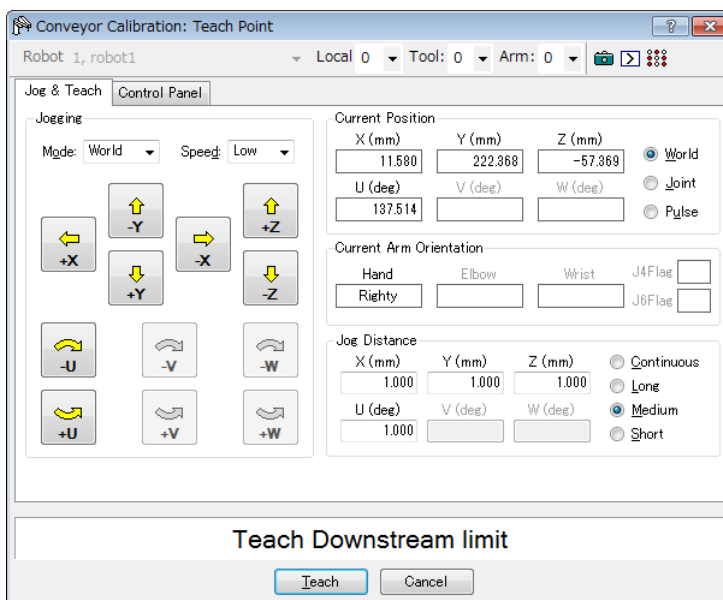 Conveyor Calibration: Teach Point
Robot 1, robot1 Local 0 Tool: 0 Arm: 0
Jog & Teach Control Panel
Jogging
Mode: World Speed: Low
-Y +Z
+X -X
+Y -Z
-U -V -W
+U +V +W
Current Position
X (mm) Y (mm) Z (mm)
11.580 222.368 -57.369
U (deg) V (deg) W (deg)
137.514
World
Joint
Pulse
Current Arm Orientation
Hand Elbow Wrist J4Flag
Righty J6Flag
Jog Distance
X (mm) Y (mm) Z (mm)
1.000 1.000 1.000
U (deg) V (deg) W (deg)
1.000
Continuous
Long
Medium
Short
Teach Downstream limit
Teach Cancel